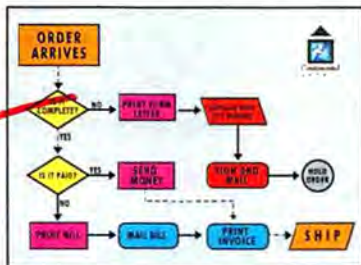 ORDER
ARRIVES
COMPLETE?
NO
PRINT FORM
LETTER
YES
IS IT PAID?
YES
SEND
MONEY
SIGN AND
MAIL
HOLD
ORDER
NO
PRINT BILL
MAIL BILL
PRINT
INVOICE
SHIP